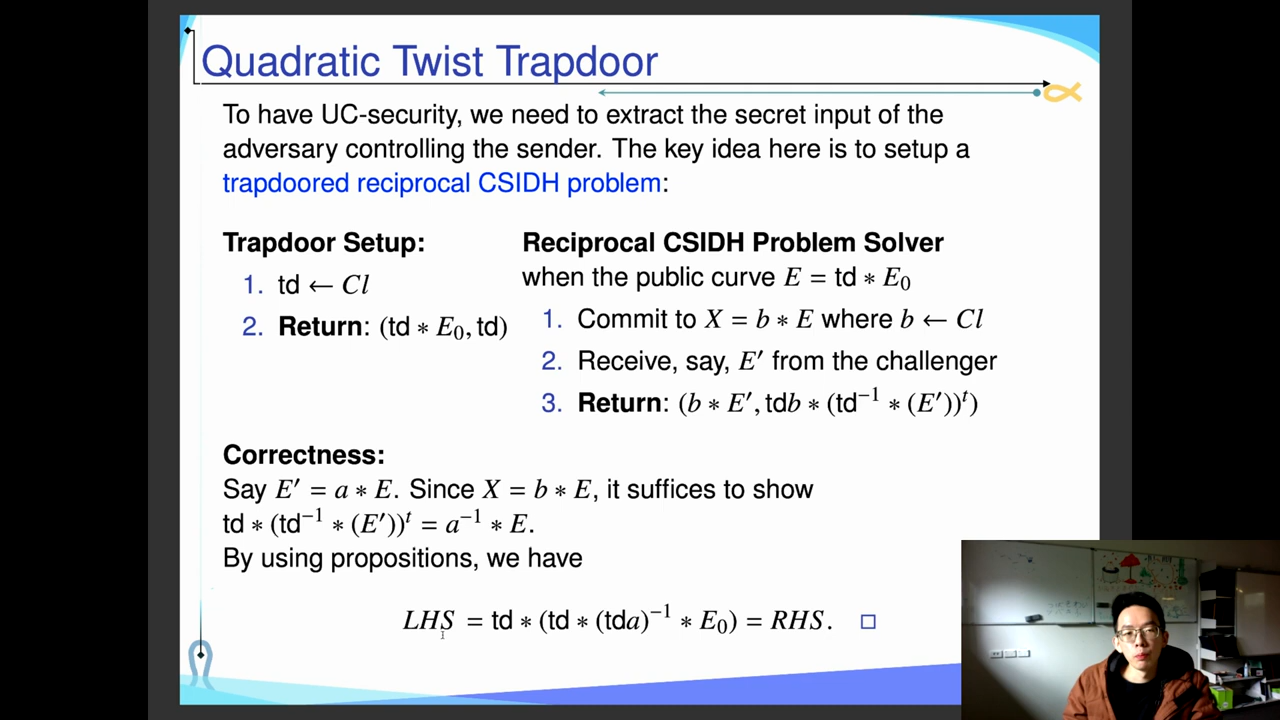 Quadratic Twist Trapdoor
To have UC-security, we need to extract the secret input of the
adversary controlling the sender. The key idea here is to setup a
trapdoored reciprocal CSIDH problem:
Trapdoor Setup:
1. td ← Cl
2. Return: (td ∗ E₀, td)
Reciprocal CSIDH Problem Solver
when the public curve E = td ∗ E₀
1. Commit to X = b ∗ E where b ← Cl
2. Receive, say, E′ from the challenger
3. Return: (b ∗ E′, tdb ∗ (td⁻¹ ∗ (E′))ᵗ)
Correctness:
Say E′ = a ∗ E. Since X = b ∗ E, it suffices to show
td ∗ (td⁻¹ ∗ (E′))ᵗ = a⁻¹ ∗ E.
By using propositions, we have
LHS = td ∗ (td ∗ (tda)⁻¹ ∗ E₀) = RHS. □